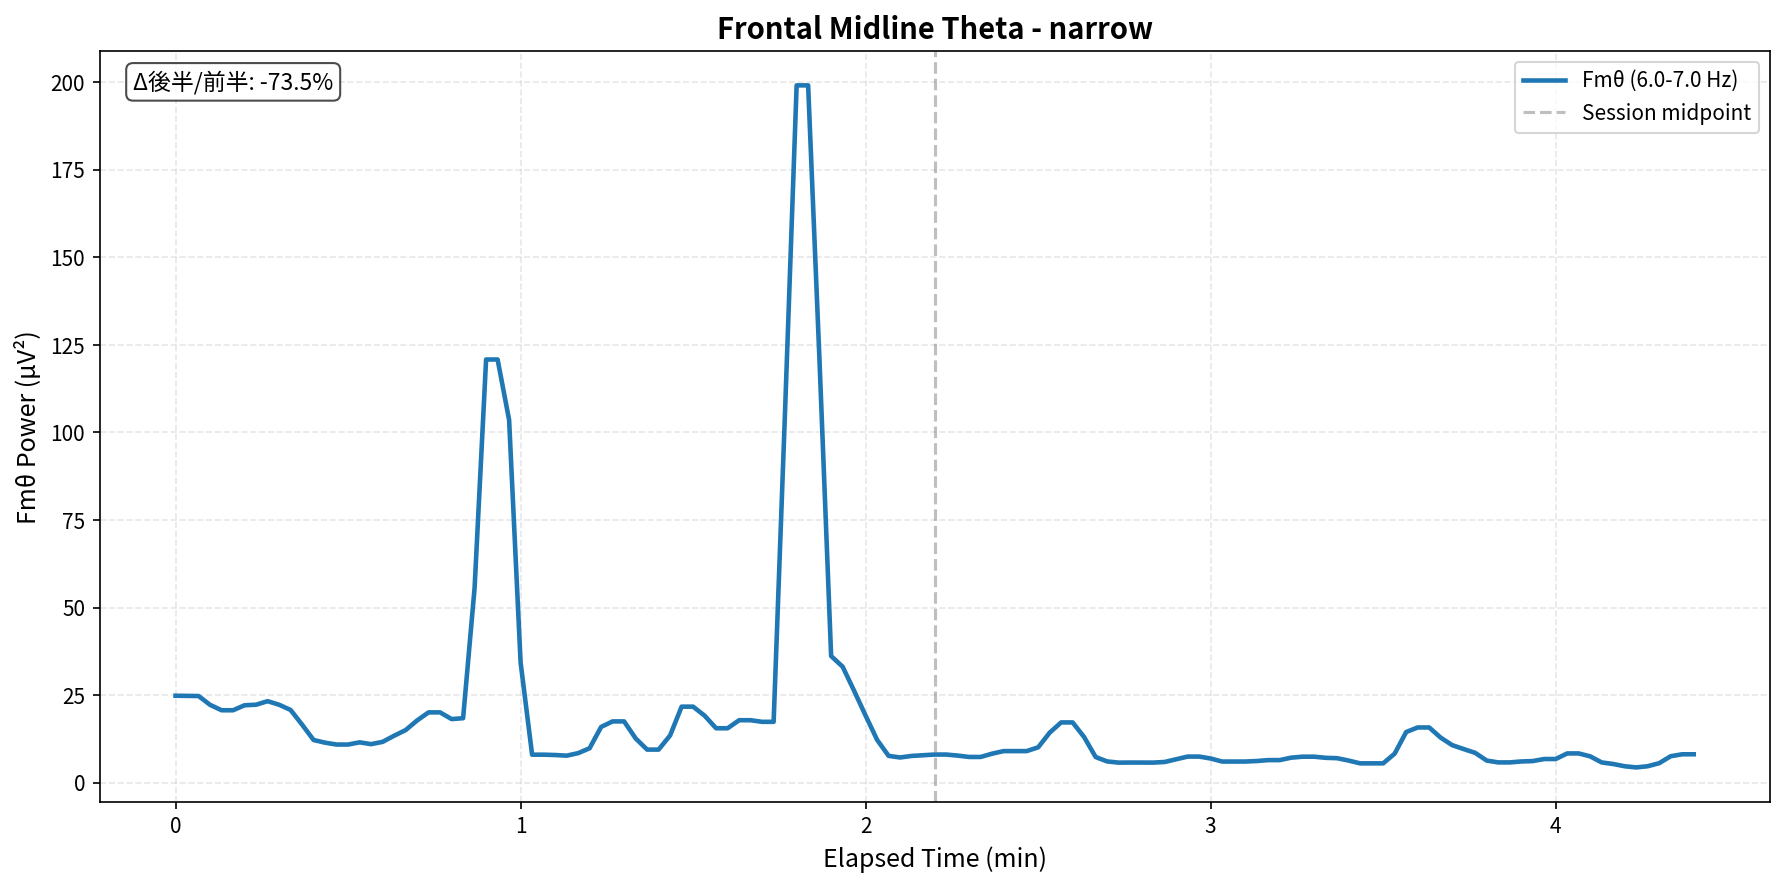 Frontal Midline Theta - narrow
Δ後半/前半: -73.5%
Fmθ (6.0-7.0 Hz)
Session midpoint
200
175
150
125
100
75
50
25
0
Fmθ Power (μV²)
0 1 2 3 4
Elapsed Time (min)